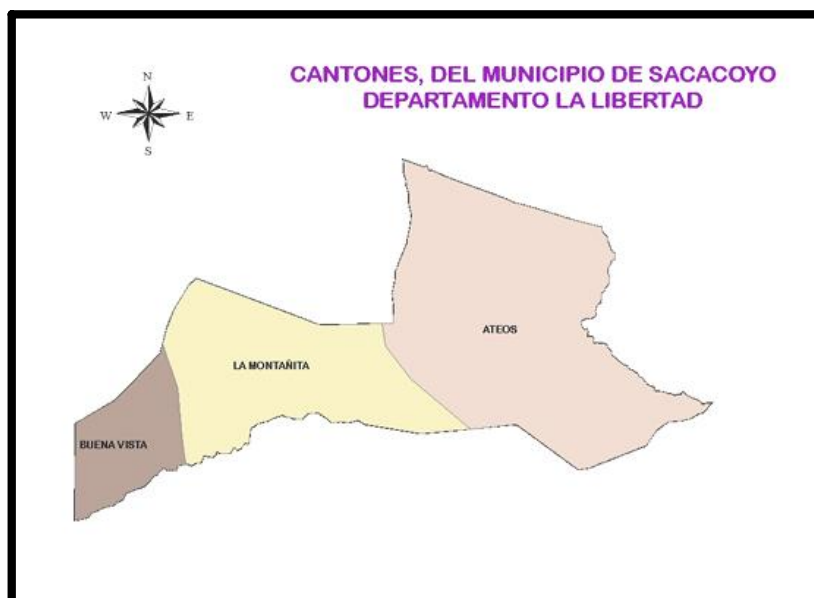 CANTONES, DEL MUNICIPIO DE SACACOYO
DEPARTAMENTO LA LIBERTAD
N
W E
S
ATEOS
LA MONTAÑITA
BUENA VISTA